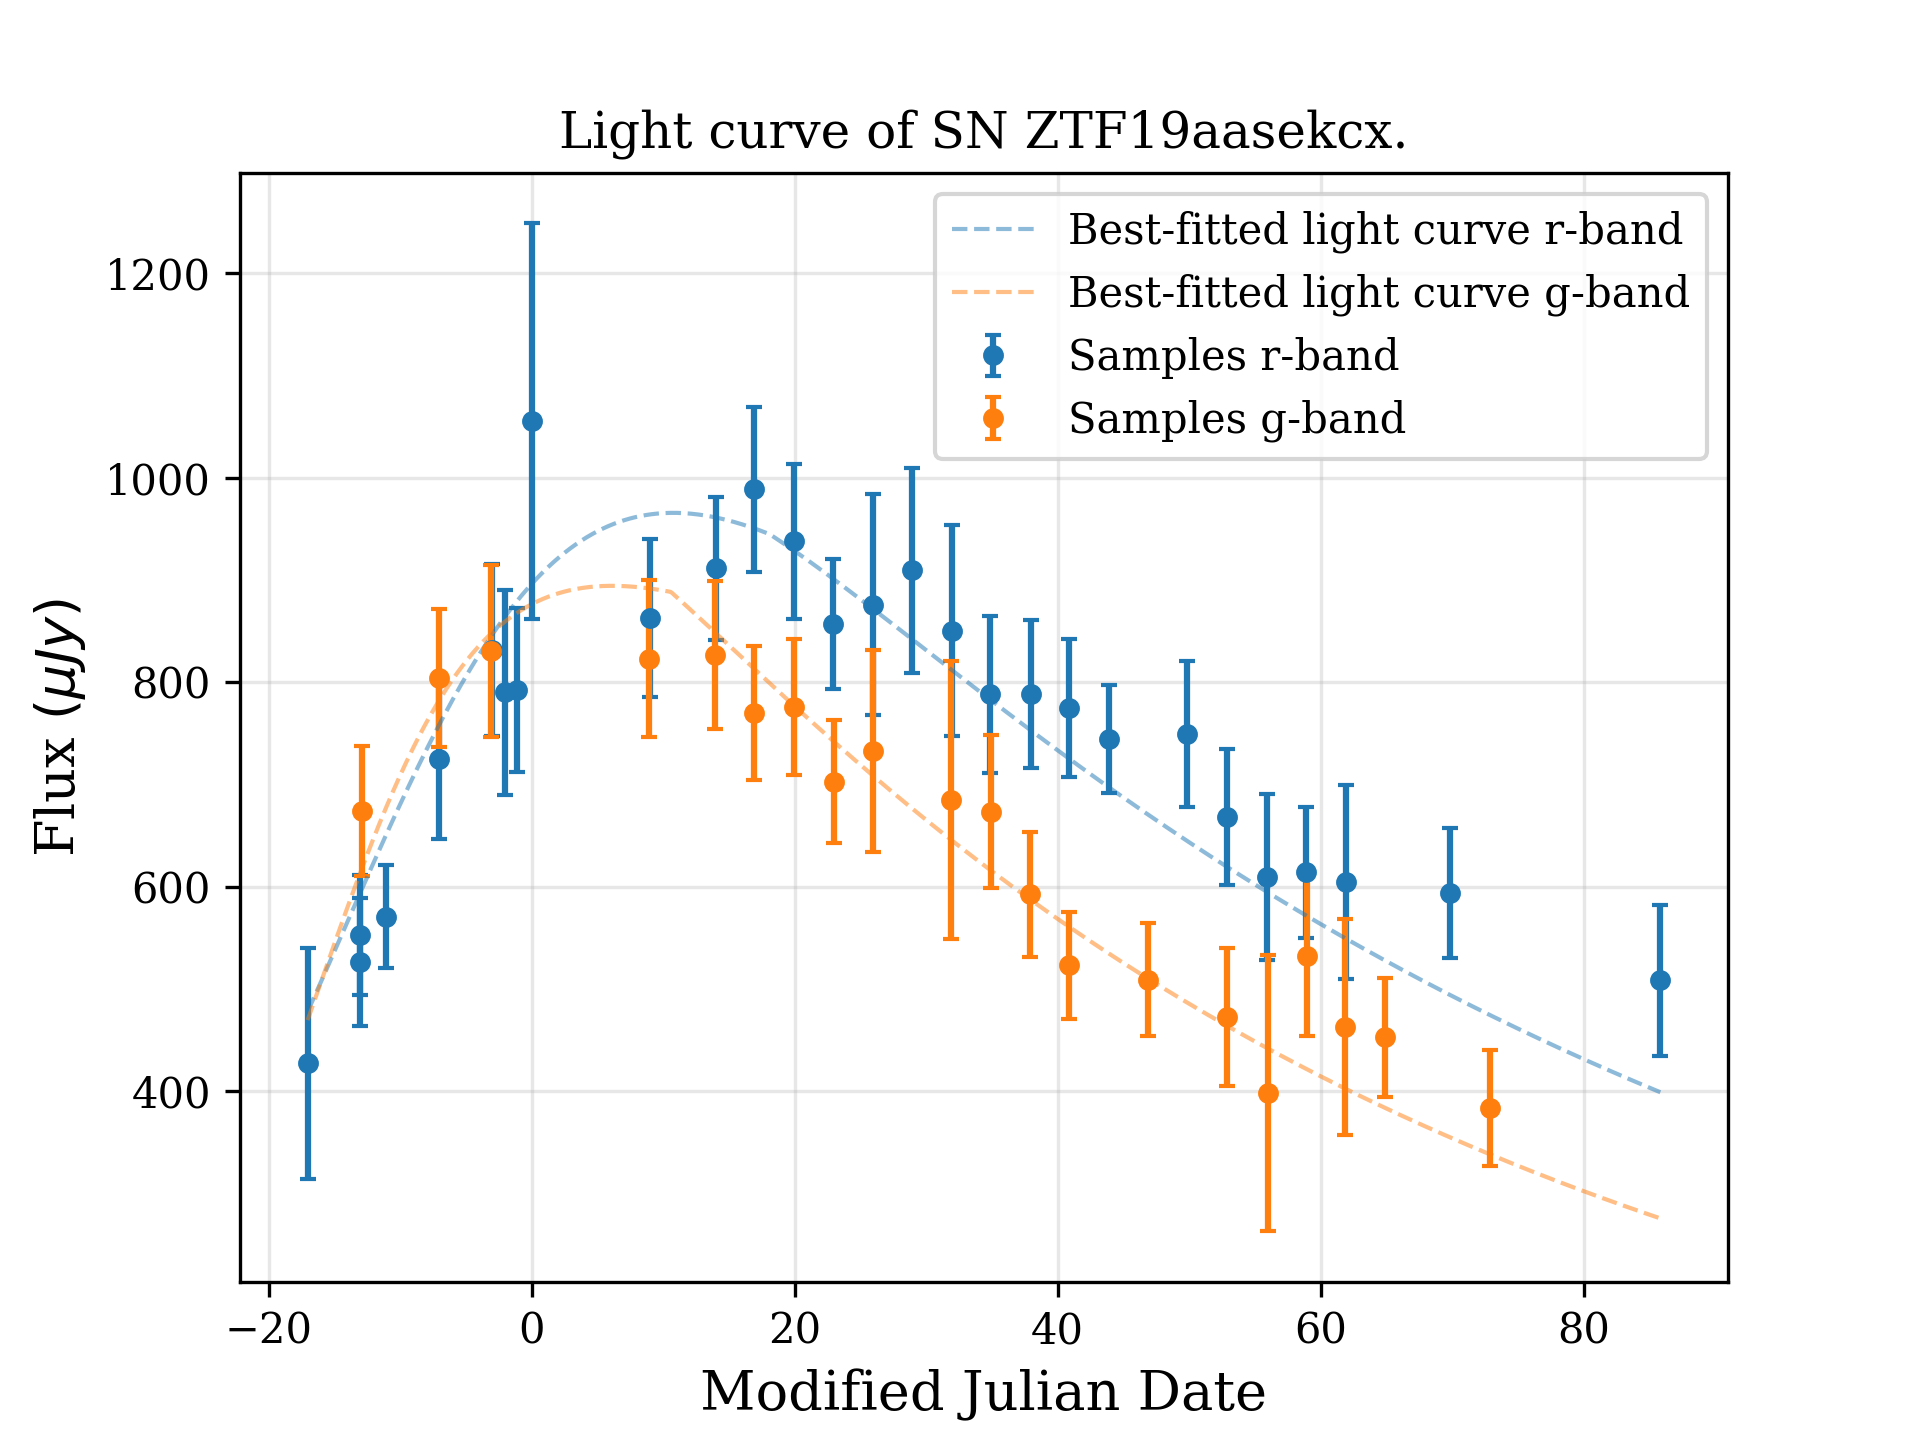 Light curve of SN ZTF19aasekcx.
Best-fitted light curve r-band
Best-fitted light curve g-band
Samples r-band
Samples g-band
1200
1000
800
600
400
Flux (μJy)
−20 0 20 40 60 80
Modified Julian Date